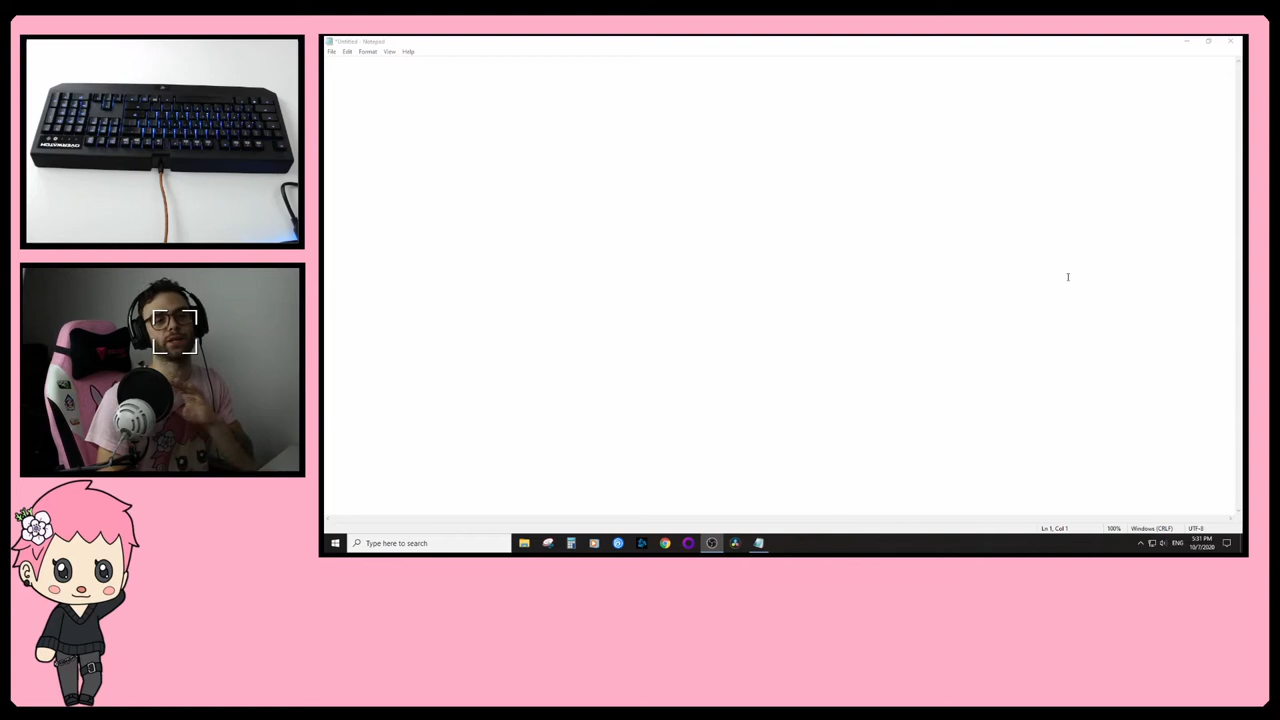 OVERWATCH
*Untitled - Notepad
File Edit Format View Help
Ln 1, Col 1 100% Windows (CRLF) UTF-8
Type here to search
ENG
5:31 PM
10/7/2020